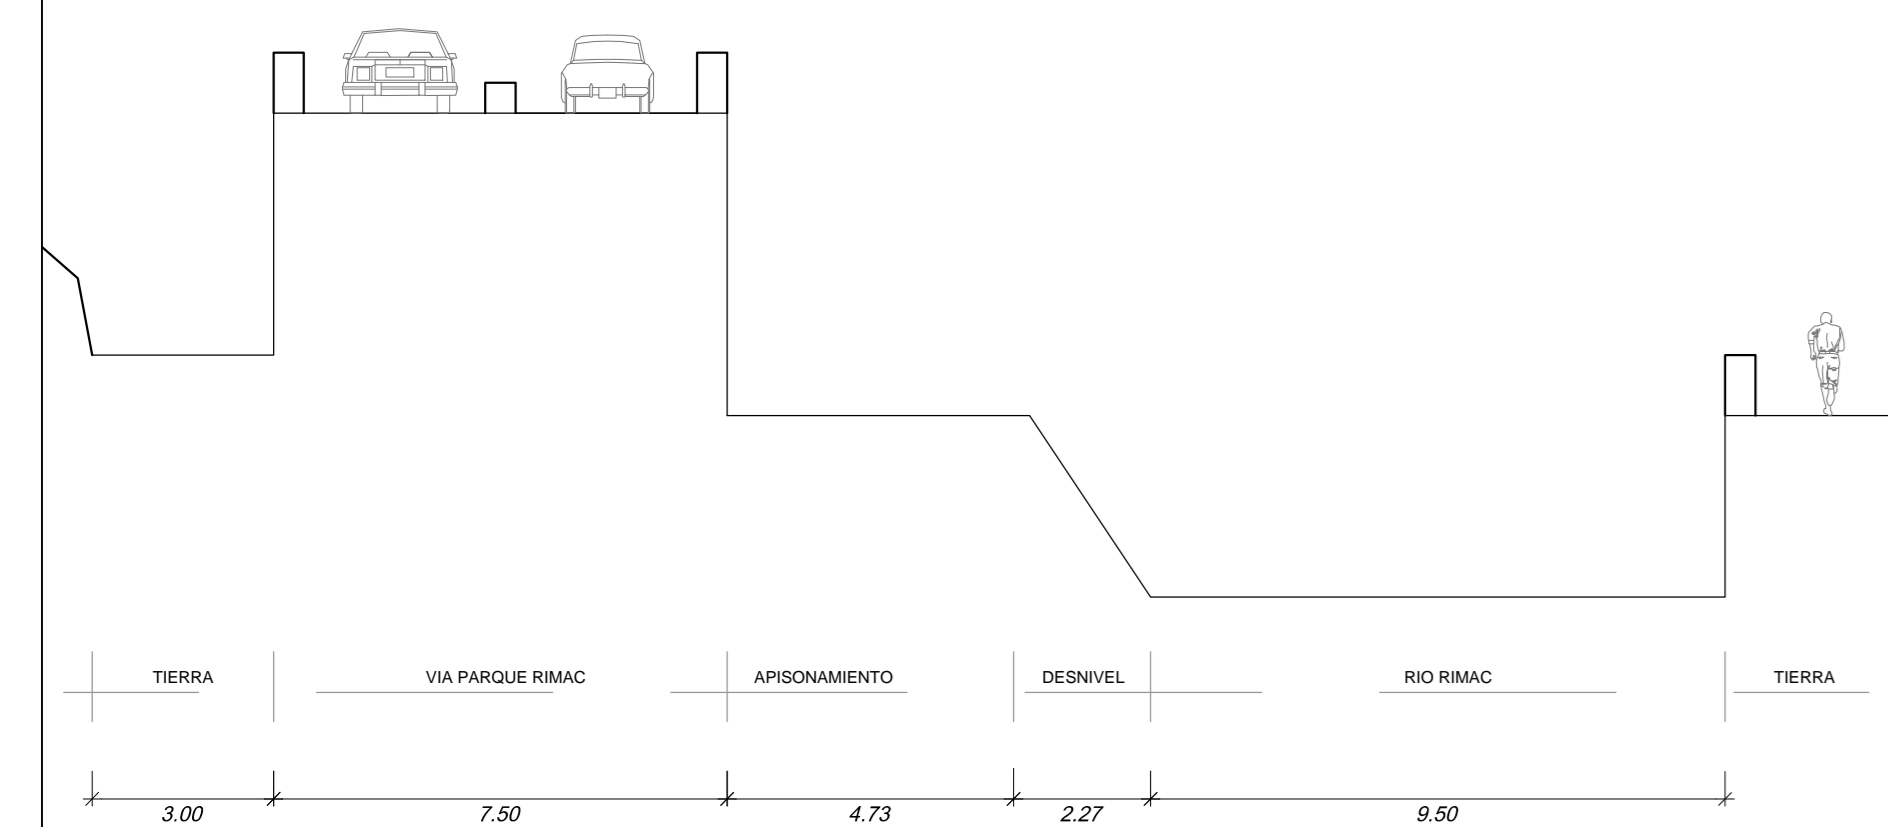 TIERRA VIA PARQUE RIMAC APISONAMIENTO DESNIVEL RIO RIMAC TIERRA
3.00 7.50 4.73 2.27 9.50